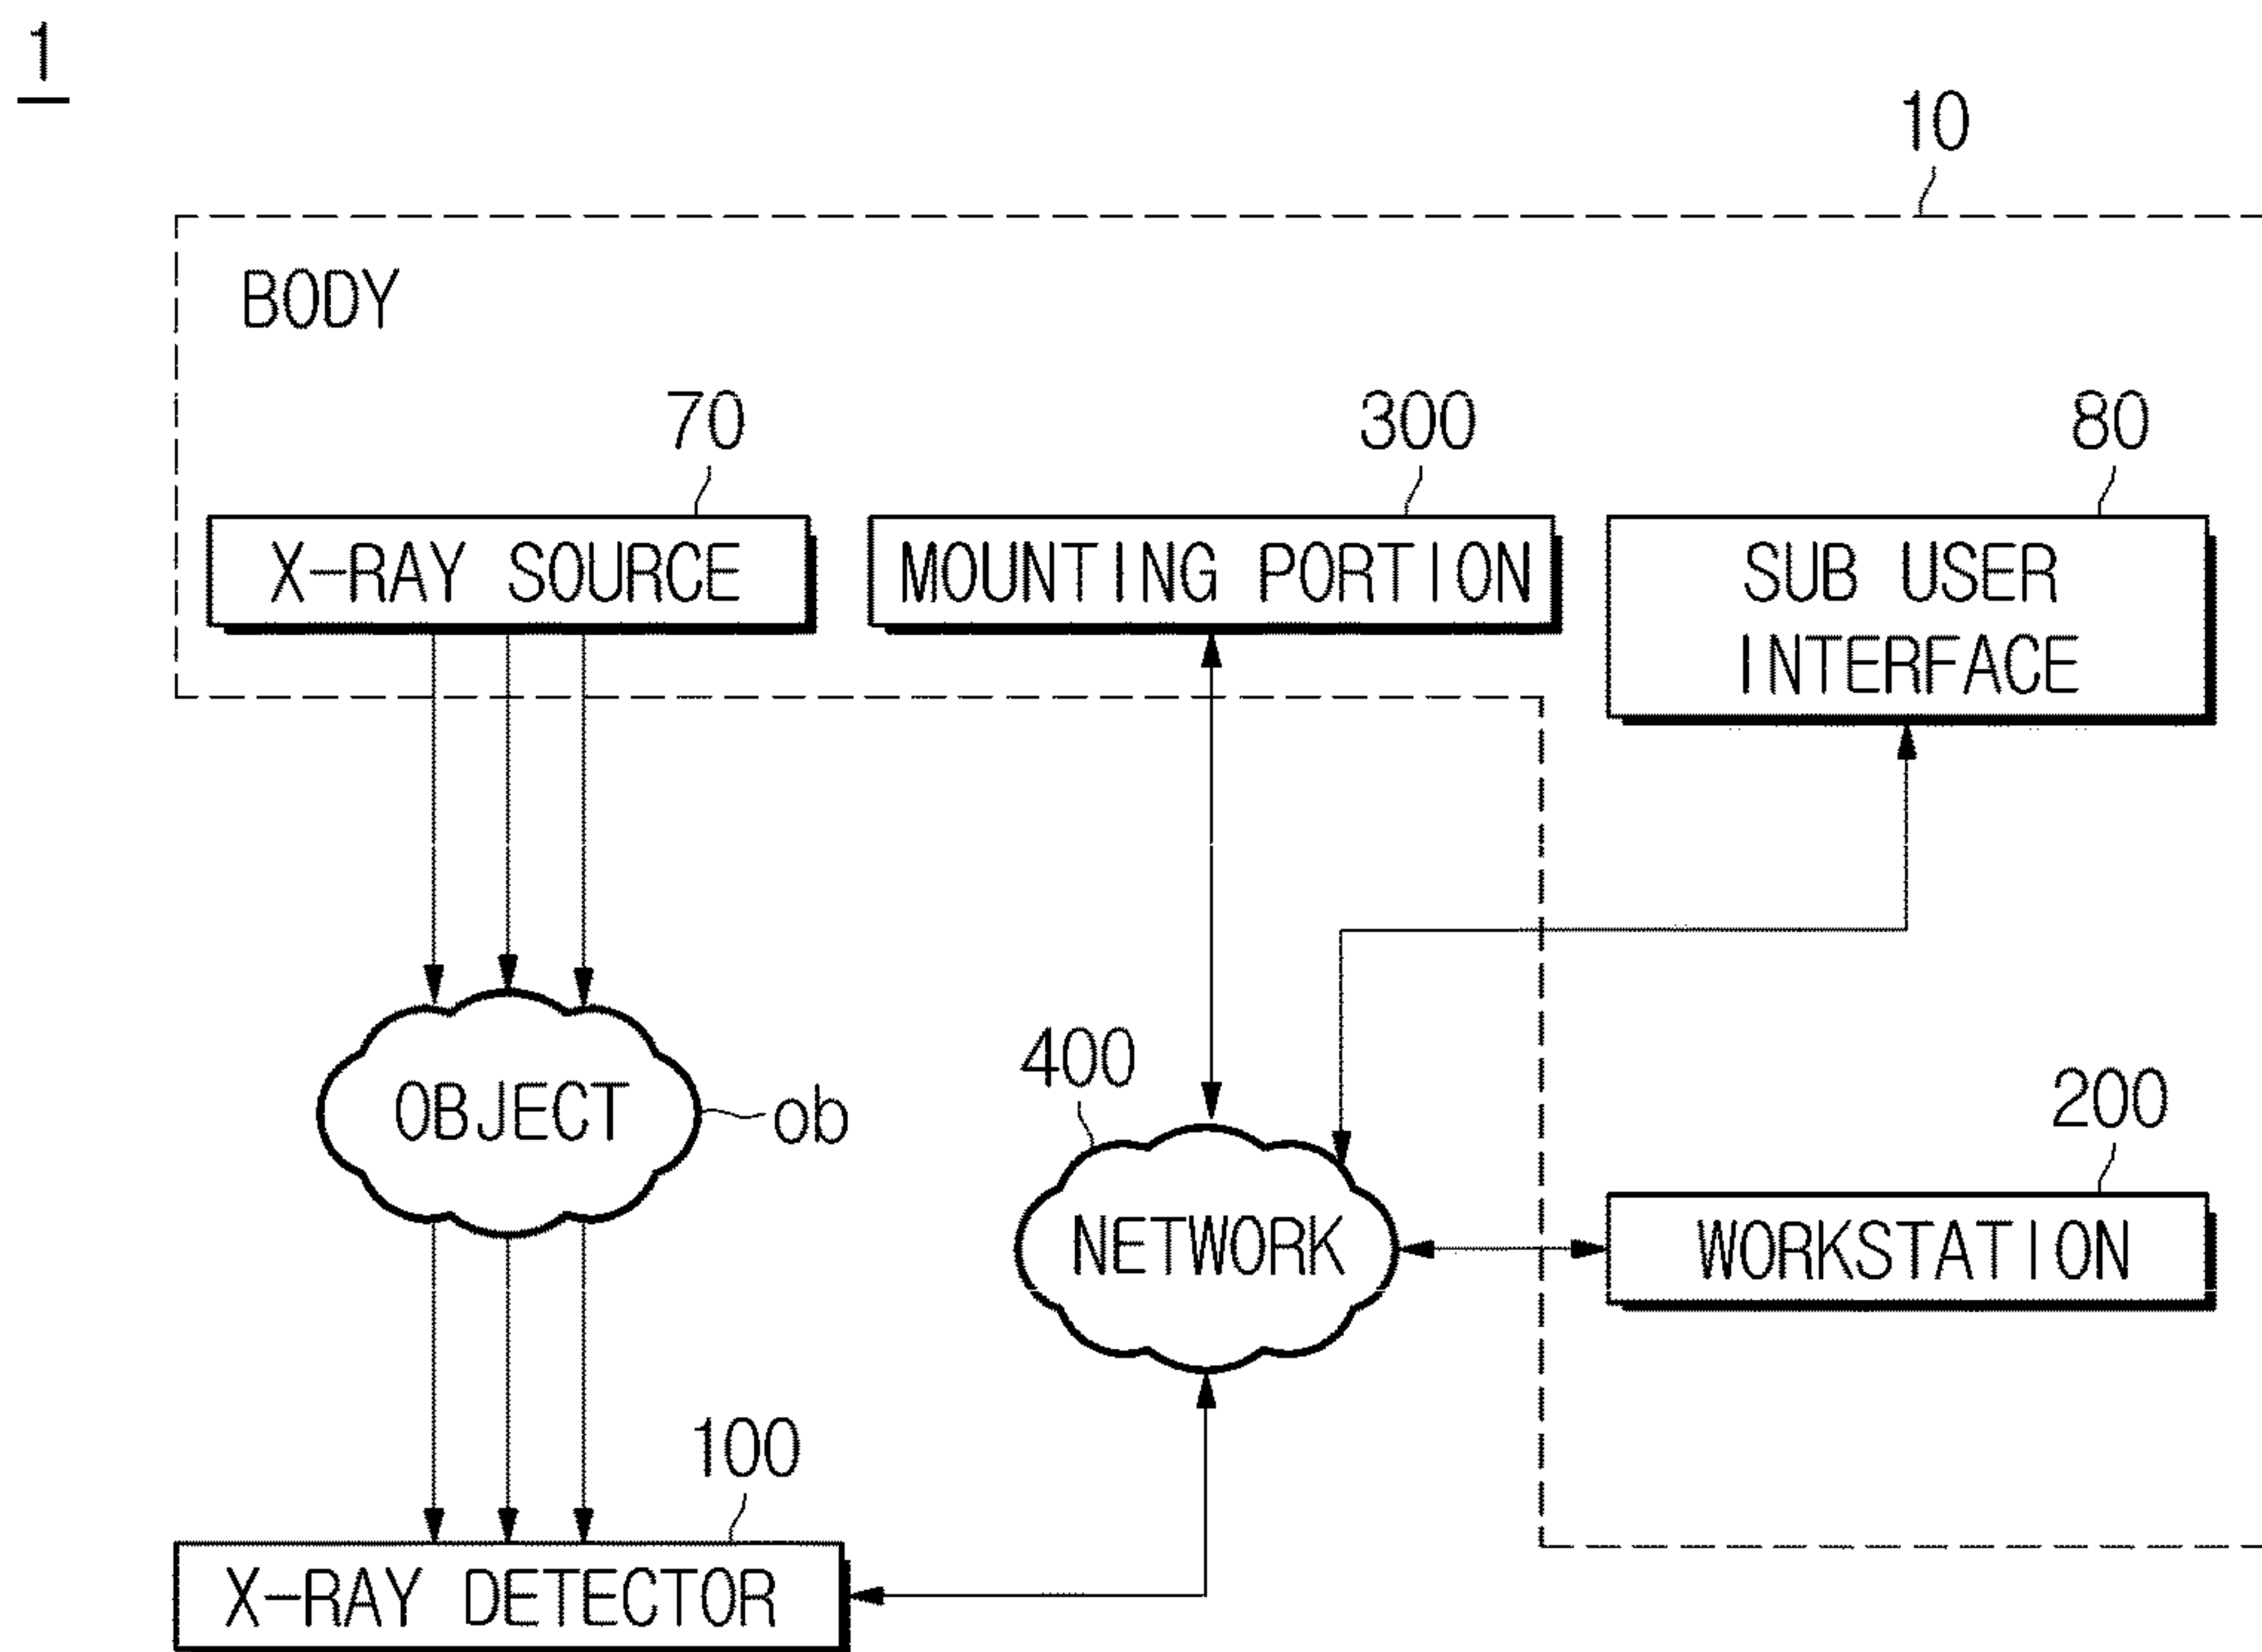 1
10
BODY
70
300
80
X-RAY SOURCE
MOUNTING PORTION
SUB USER
INTERFACE
OBJECT
ob
400
NETWORK
200
WORKSTATION
100
X-RAY DETECTOR